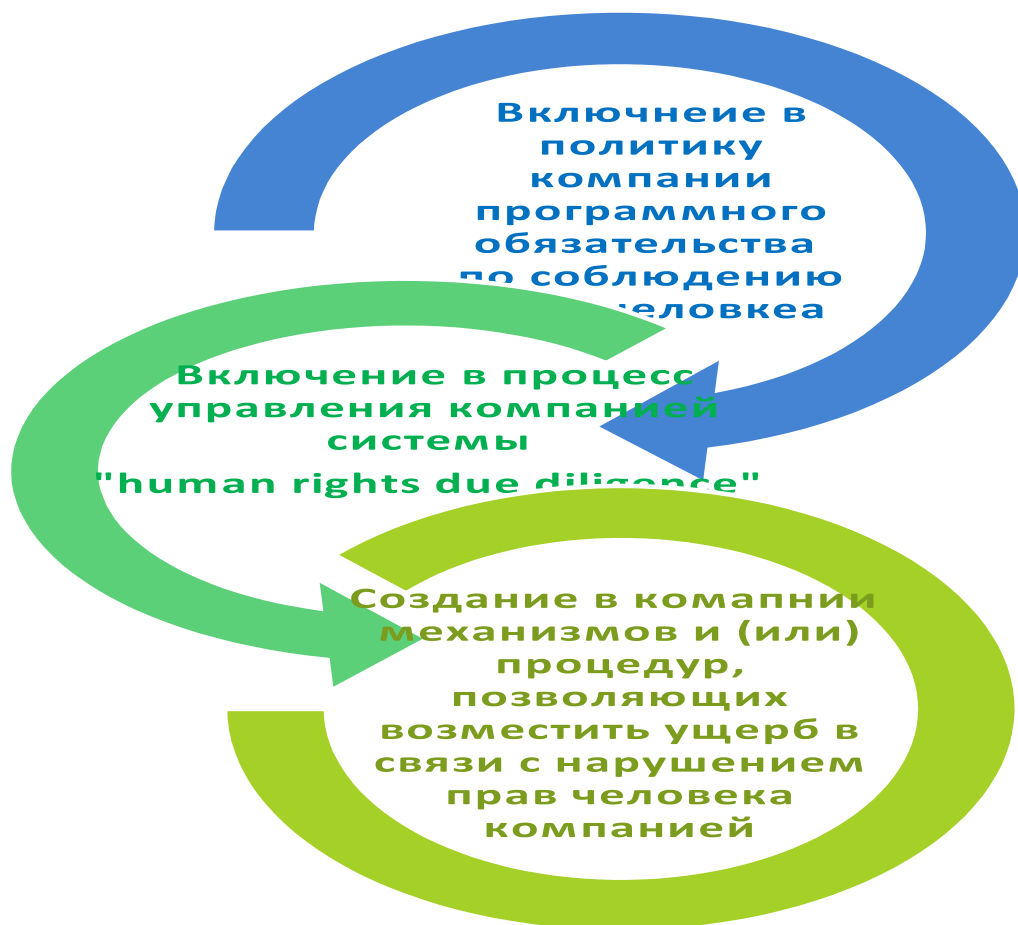 Включнеие в
политику
компании
программного
обязательства
по соблюдению
человкеа
Включение в процесс
управления компанией
системы
"human rights due diligence"
Создание в комапнии
механизмов и (или)
процедур,
позволяющих
возместить ущерб в
связи с нарушением
прав человека
компанией